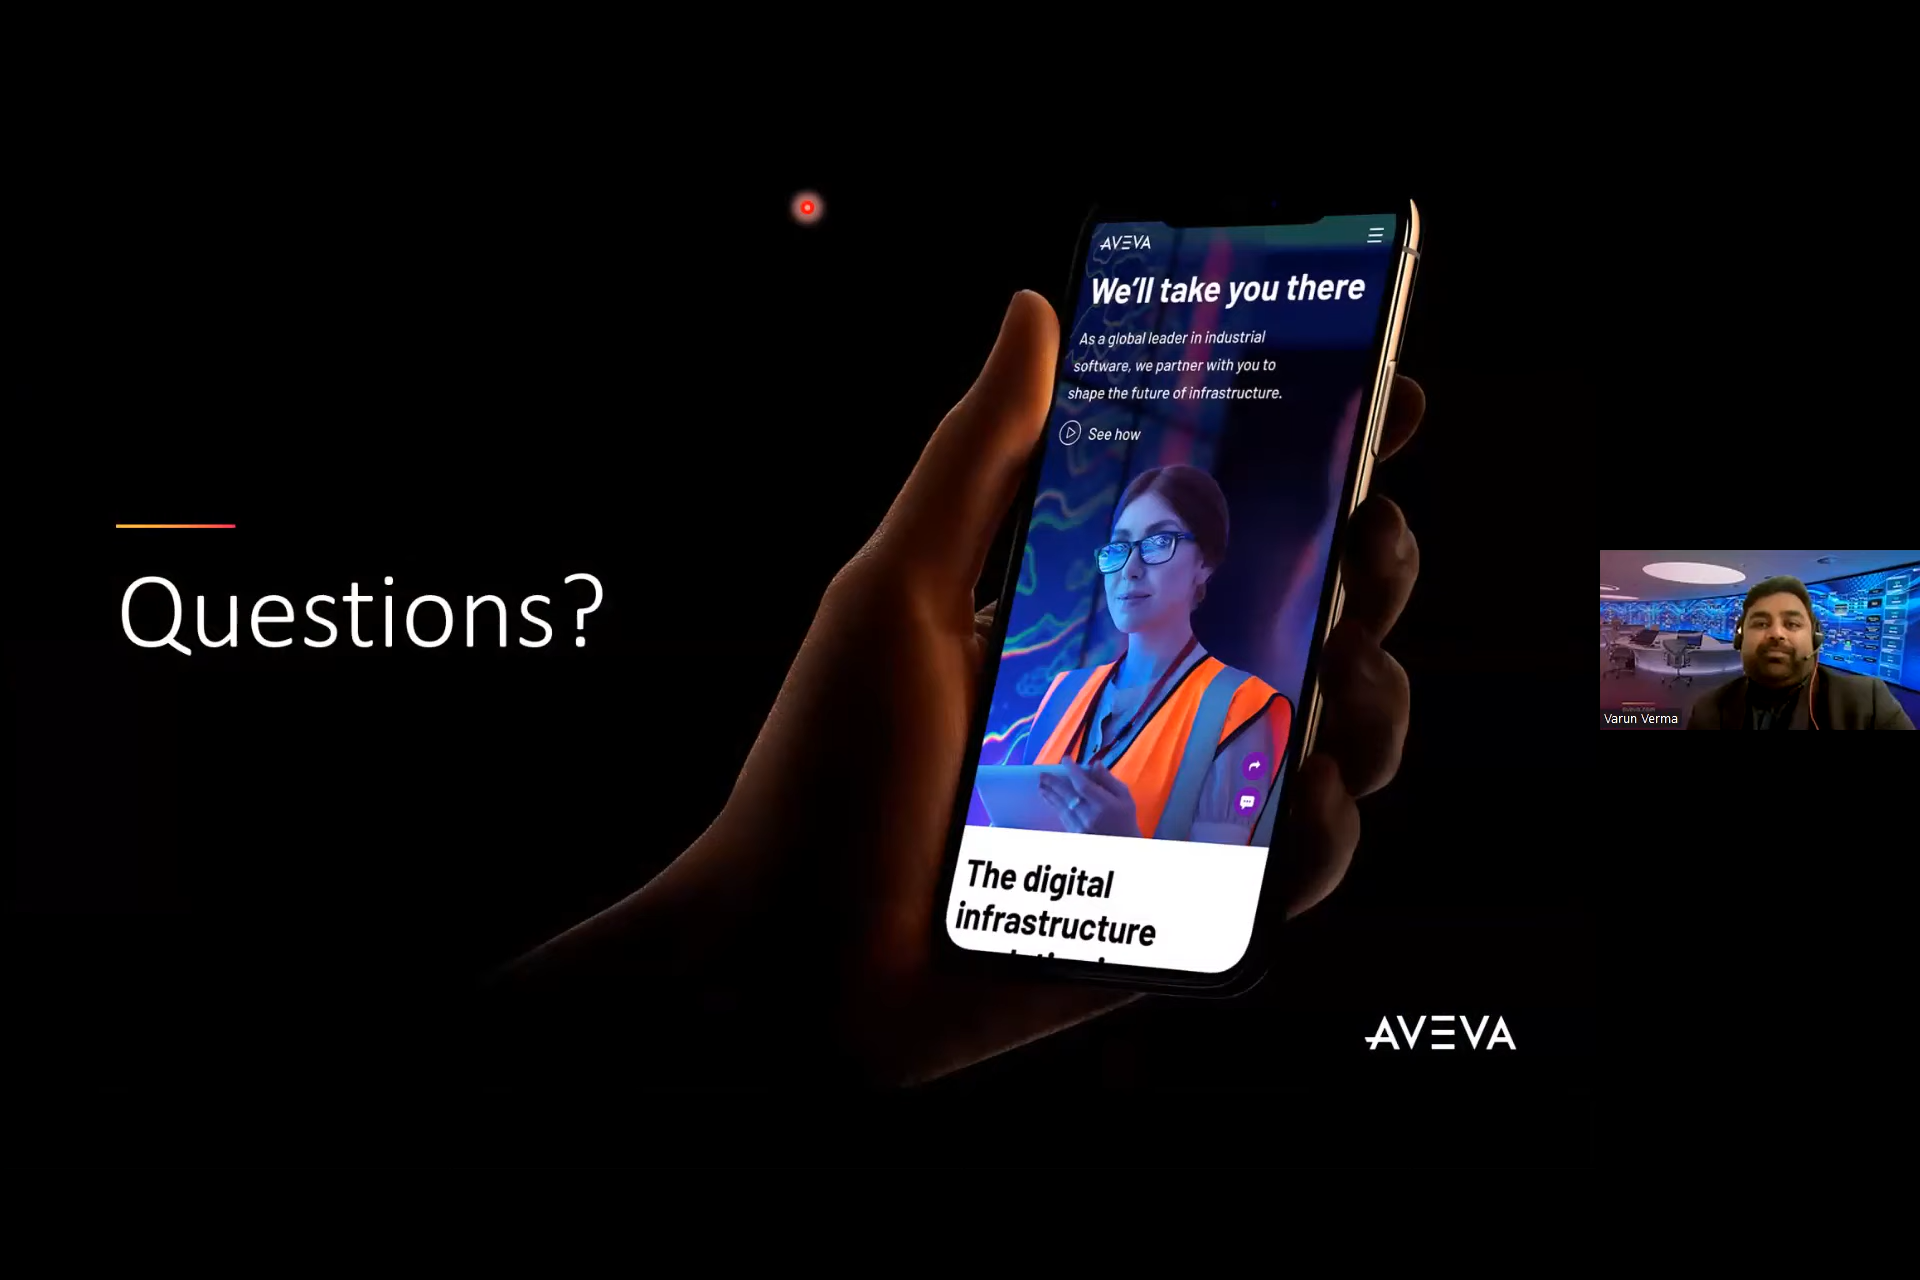 AVEVA
We'll take you there
As a global leader in industrial
software, we partner with you to
shape the future of infrastructure.
See how
Questions?
Varun Verma
The digital
infrastructure
AVEVA